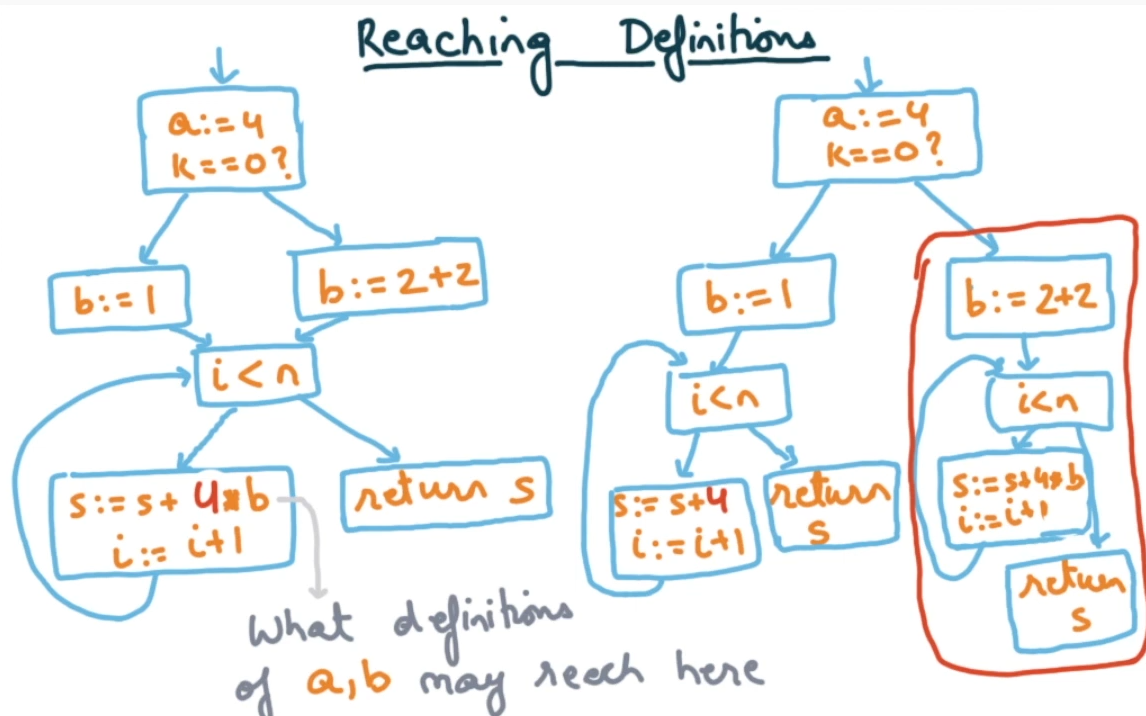 Reaching Definitions
a:=4
k==0?
b:=1
b:=2+2
i<n
s:=s+4*b
i:=i+1
return s
What definitions
of a,b may reech here
a:=4
k==0?
b:=1
i<n
s:=s+4
i:=i+1
return
s
b:=2+2
i<n
s:=s+4*b
i:=i+1
return
s